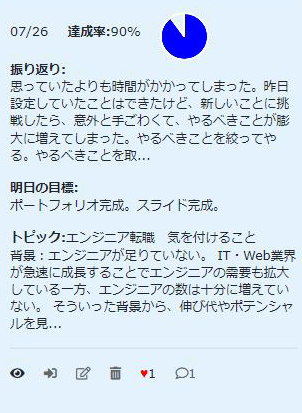 07/26 達成率:90%
振り返り:
思っていたよりも時間がかかってしまった。昨日
設定していたことはできたけど、新しいことに挑
戦したら、意外と手ごわくて、やるべきことが膨
大に増えてしまった。やるべきことを絞ってや
る。やるべきことを取...
明日の目標:
ポートフォリオ完成。スライド完成。
トピック:エンジニア転職　気を付けること
背景：エンジニアが足りていない。 IT・Web業界
が急速に成長することでエンジニアの需要も拡大
している一方、エンジニアの数は十分に増えてい
ない。 そういった背景から、伸び代やポテンシャ
ルを見...
1 1